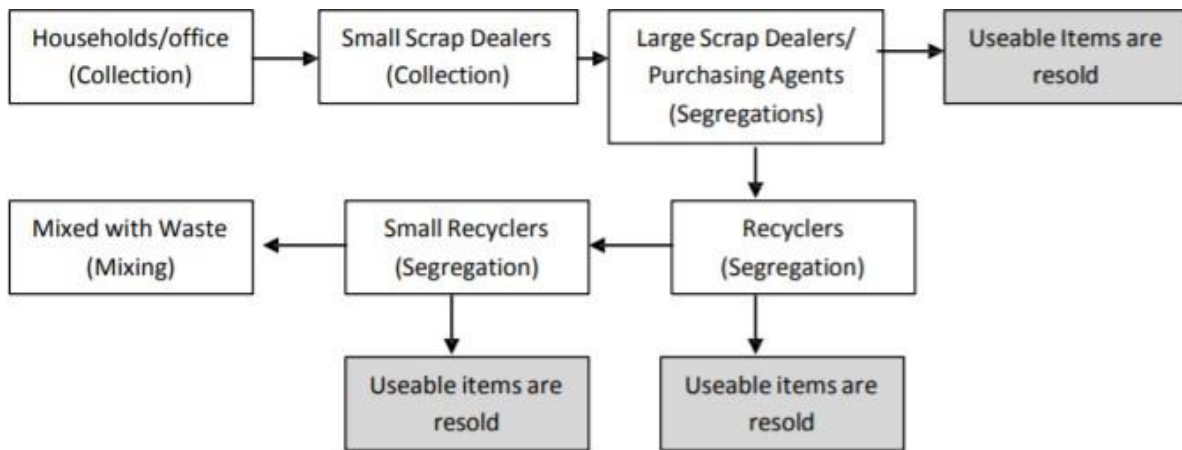 Households/office
(Collection)
Small Scrap Dealers
(Collection)
Large Scrap Dealers/
Purchasing Agents
(Segregations)
Useable Items are
resold
Mixed with Waste
(Mixing)
Small Recyclers
(Segregation)
Recyclers
(Segregation)
Useable items are
resold
Useable items are
resold